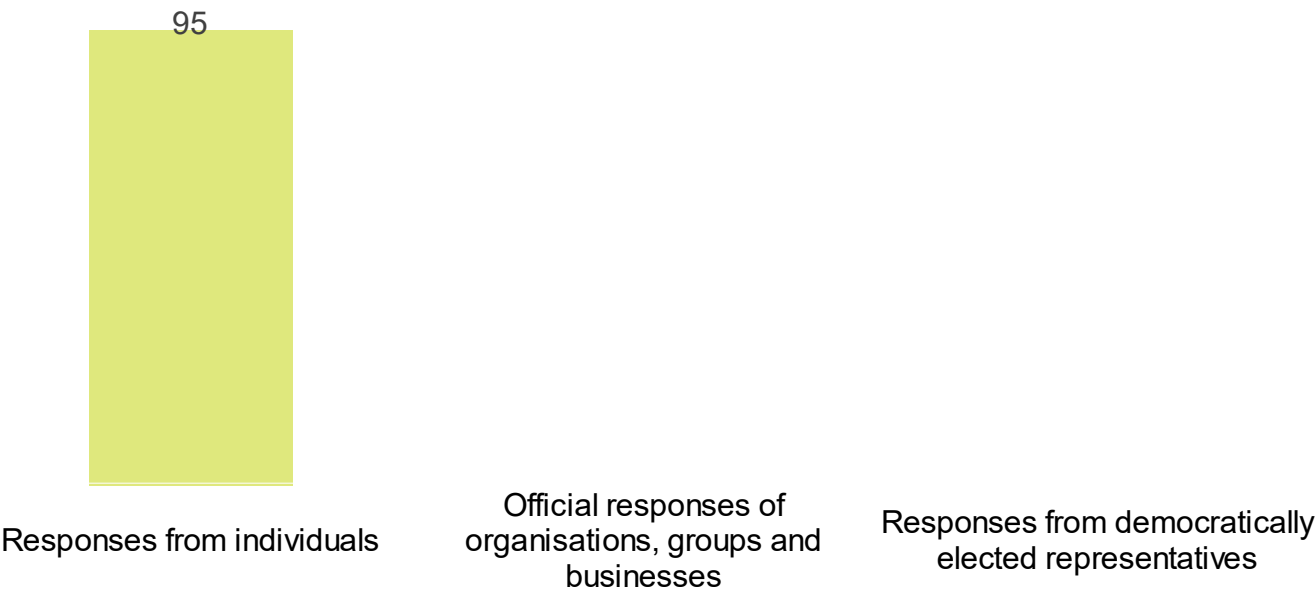 95
Responses from individuals
Official responses of
organisations, groups and
businesses
Responses from democratically
elected representatives